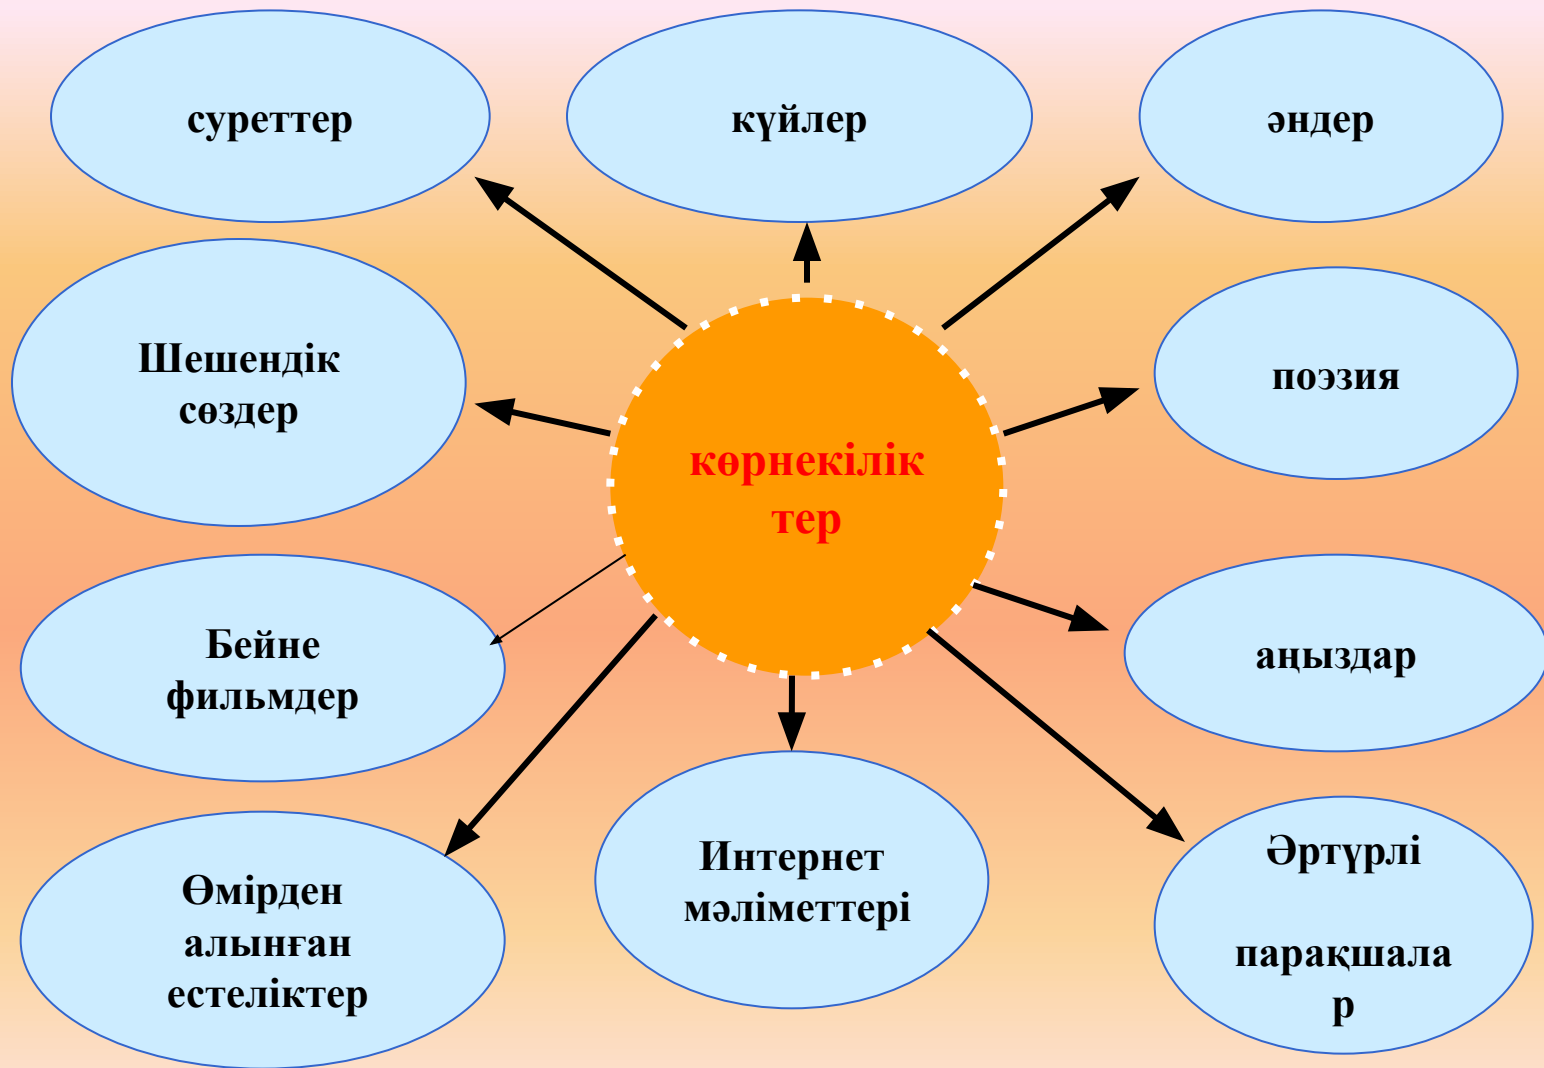 суреттер
күйлер
әндер
Шешендік
сөздер
поэзия
көрнекілік
тер
Бейне
фильмдер
аңыздар
Өмірден
алынған
естеліктер
Интернет
мәліметтері
Әртүрлі
парақшала
р